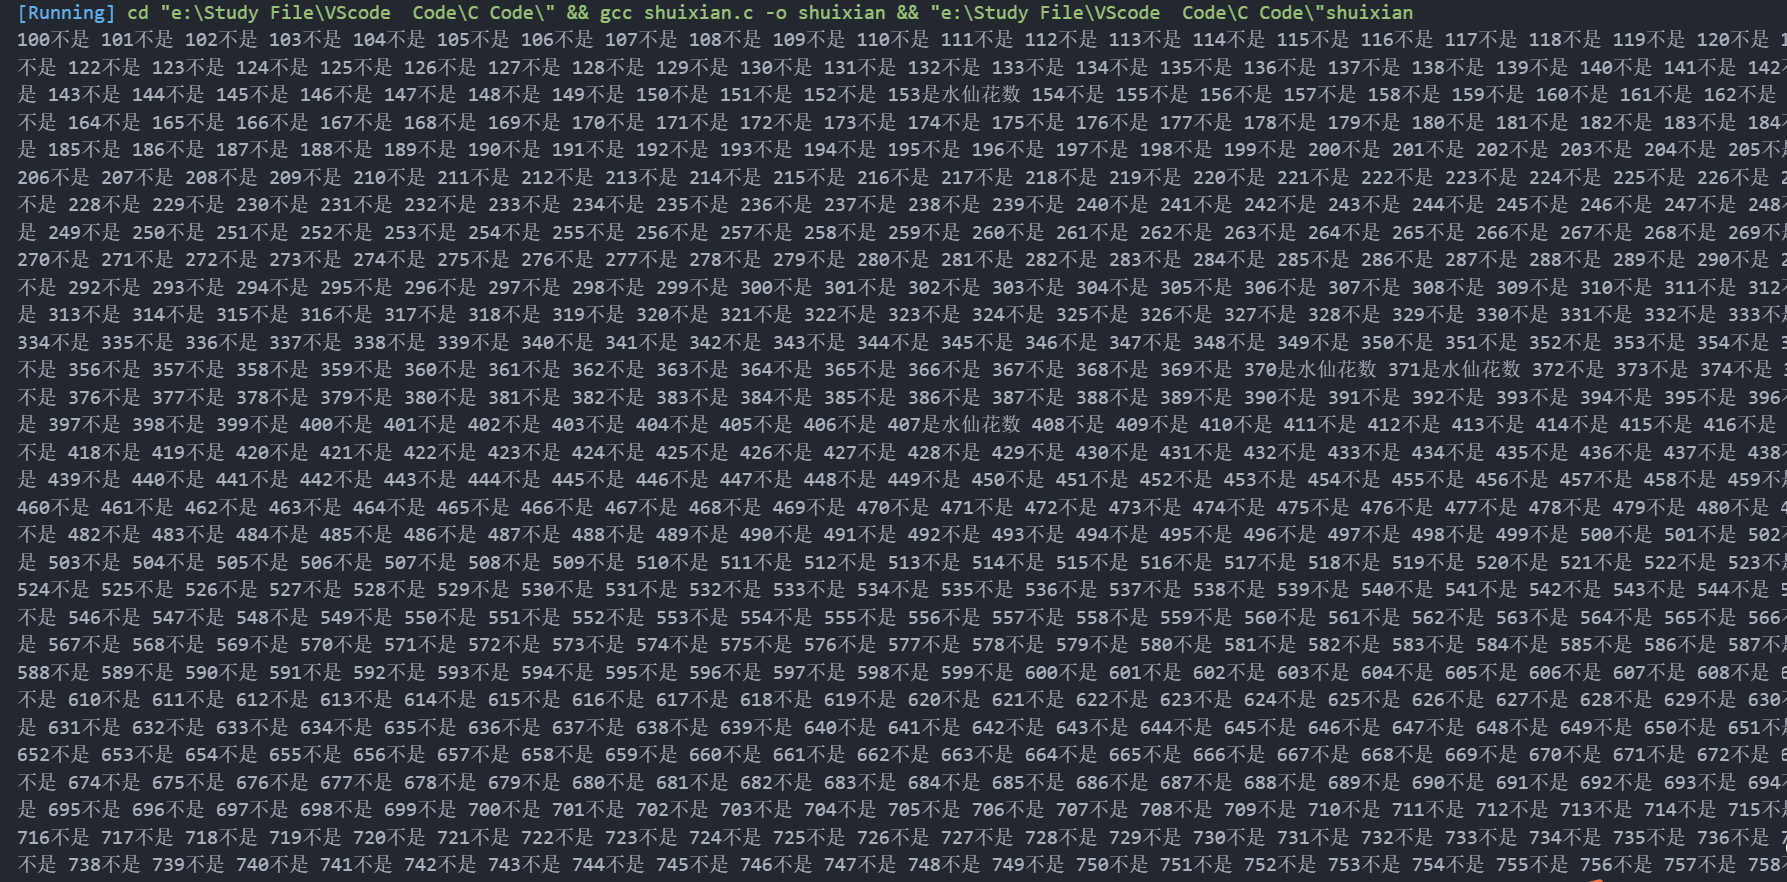 [Running] cd "e:\Study File\VScode  Code\C Code\" && gcc shuixian.c -o shuixian && "e:\Study File\VScode  Code\C Code\"shuixian
100不是 101不是 102不是 103不是 104不是 105不是 106不是 107不是 108不是 109不是 110不是 111不是 112不是 113不是 114不是 115不是 116不是 117不是 118不是 119不是 120不是
不是 122不是 123不是 124不是 125不是 126不是 127不是 128不是 129不是 130不是 131不是 132不是 133不是 134不是 135不是 136不是 137不是 138不是 139不是 140不是 141不是 142
是 143不是 144不是 145不是 146不是 147不是 148不是 149不是 150不是 151不是 152不是 153是水仙花数 154不是 155不是 156不是 157不是 158不是 159不是 160不是 161不是 162不是
不是 164不是 165不是 166不是 167不是 168不是 169不是 170不是 171不是 172不是 173不是 174不是 175不是 176不是 177不是 178不是 179不是 180不是 181不是 182不是 183不是 184
是 185不是 186不是 187不是 188不是 189不是 190不是 191不是 192不是 193不是 194不是 195不是 196不是 197不是 198不是 199不是 200不是 201不是 202不是 203不是 204不是 205不
206不是 207不是 208不是 209不是 210不是 211不是 212不是 213不是 214不是 215不是 216不是 217不是 218不是 219不是 220不是 221不是 222不是 223不是 224不是 225不是 226不是
不是 228不是 229不是 230不是 231不是 232不是 233不是 234不是 235不是 236不是 237不是 238不是 239不是 240不是 241不是 242不是 243不是 244不是 245不是 246不是 247不是 248
是 249不是 250不是 251不是 252不是 253不是 254不是 255不是 256不是 257不是 258不是 259不是 260不是 261不是 262不是 263不是 264不是 265不是 266不是 267不是 268不是 269不
270不是 271不是 272不是 273不是 274不是 275不是 276不是 277不是 278不是 279不是 280不是 281不是 282不是 283不是 284不是 285不是 286不是 287不是 288不是 289不是 290不是
不是 292不是 293不是 294不是 295不是 296不是 297不是 298不是 299不是 300不是 301不是 302不是 303不是 304不是 305不是 306不是 307不是 308不是 309不是 310不是 311不是 312
是 313不是 314不是 315不是 316不是 317不是 318不是 319不是 320不是 321不是 322不是 323不是 324不是 325不是 326不是 327不是 328不是 329不是 330不是 331不是 332不是 333不
334不是 335不是 336不是 337不是 338不是 339不是 340不是 341不是 342不是 343不是 344不是 345不是 346不是 347不是 348不是 349不是 350不是 351不是 352不是 353不是 354不是
不是 356不是 357不是 358不是 359不是 360不是 361不是 362不是 363不是 364不是 365不是 366不是 367不是 368不是 369不是 370是水仙花数 371是水仙花数 372不是 373不是 374不是
不是 376不是 377不是 378不是 379不是 380不是 381不是 382不是 383不是 384不是 385不是 386不是 387不是 388不是 389不是 390不是 391不是 392不是 393不是 394不是 395不是 396
是 397不是 398不是 399不是 400不是 401不是 402不是 403不是 404不是 405不是 406不是 407是水仙花数 408不是 409不是 410不是 411不是 412不是 413不是 414不是 415不是 416不是
不是 418不是 419不是 420不是 421不是 422不是 423不是 424不是 425不是 426不是 427不是 428不是 429不是 430不是 431不是 432不是 433不是 434不是 435不是 436不是 437不是 438
是 439不是 440不是 441不是 442不是 443不是 444不是 445不是 446不是 447不是 448不是 449不是 450不是 451不是 452不是 453不是 454不是 455不是 456不是 457不是 458不是 459不
460不是 461不是 462不是 463不是 464不是 465不是 466不是 467不是 468不是 469不是 470不是 471不是 472不是 473不是 474不是 475不是 476不是 477不是 478不是 479不是 480不是
不是 482不是 483不是 484不是 485不是 486不是 487不是 488不是 489不是 490不是 491不是 492不是 493不是 494不是 495不是 496不是 497不是 498不是 499不是 500不是 501不是 502
是 503不是 504不是 505不是 506不是 507不是 508不是 509不是 510不是 511不是 512不是 513不是 514不是 515不是 516不是 517不是 518不是 519不是 520不是 521不是 522不是 523不
524不是 525不是 526不是 527不是 528不是 529不是 530不是 531不是 532不是 533不是 534不是 535不是 536不是 537不是 538不是 539不是 540不是 541不是 542不是 543不是 544不是
不是 546不是 547不是 548不是 549不是 550不是 551不是 552不是 553不是 554不是 555不是 556不是 557不是 558不是 559不是 560不是 561不是 562不是 563不是 564不是 565不是 566
是 567不是 568不是 569不是 570不是 571不是 572不是 573不是 574不是 575不是 576不是 577不是 578不是 579不是 580不是 581不是 582不是 583不是 584不是 585不是 586不是 587不
588不是 589不是 590不是 591不是 592不是 593不是 594不是 595不是 596不是 597不是 598不是 599不是 600不是 601不是 602不是 603不是 604不是 605不是 606不是 607不是 608不是
不是 610不是 611不是 612不是 613不是 614不是 615不是 616不是 617不是 618不是 619不是 620不是 621不是 622不是 623不是 624不是 625不是 626不是 627不是 628不是 629不是 630
是 631不是 632不是 633不是 634不是 635不是 636不是 637不是 638不是 639不是 640不是 641不是 642不是 643不是 644不是 645不是 646不是 647不是 648不是 649不是 650不是 651不
652不是 653不是 654不是 655不是 656不是 657不是 658不是 659不是 660不是 661不是 662不是 663不是 664不是 665不是 666不是 667不是 668不是 669不是 670不是 671不是 672不是
不是 674不是 675不是 676不是 677不是 678不是 679不是 680不是 681不是 682不是 683不是 684不是 685不是 686不是 687不是 688不是 689不是 690不是 691不是 692不是 693不是 694
是 695不是 696不是 697不是 698不是 699不是 700不是 701不是 702不是 703不是 704不是 705不是 706不是 707不是 708不是 709不是 710不是 711不是 712不是 713不是 714不是 715不
716不是 717不是 718不是 719不是 720不是 721不是 722不是 723不是 724不是 725不是 726不是 727不是 728不是 729不是 730不是 731不是 732不是 733不是 734不是 735不是 736不是
不是 738不是 739不是 740不是 741不是 742不是 743不是 744不是 745不是 746不是 747不是 748不是 749不是 750不是 751不是 752不是 753不是 754不是 755不是 756不是 757不是 758